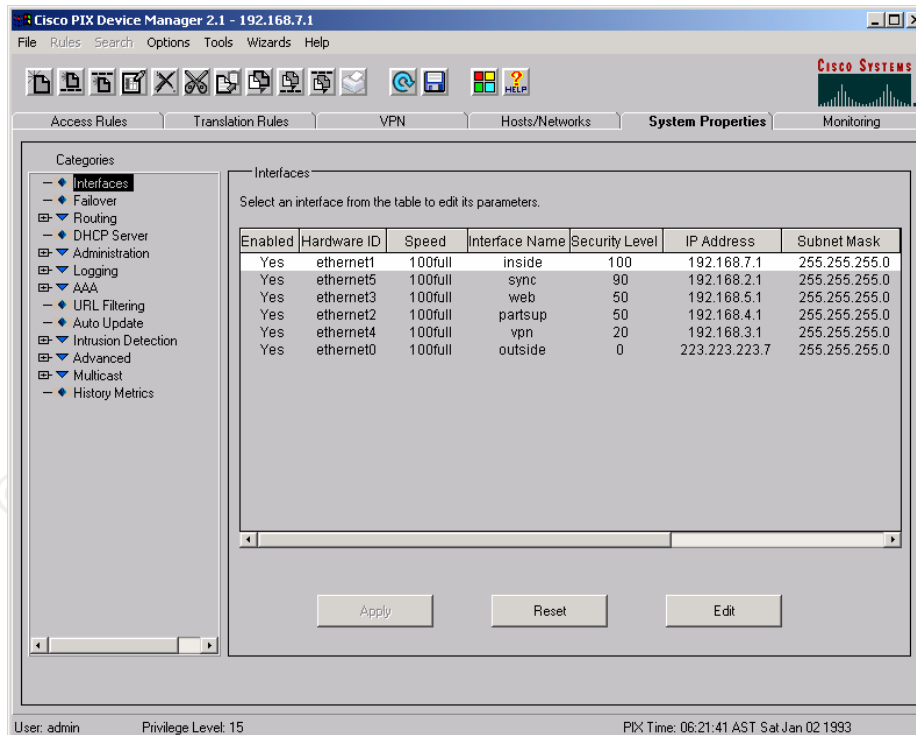 Cisco PIX Device Manager 2.1 - 192.168.7.1
File Rules Search Options Tools Wizards Help
HELP
CISCO SYSTEMS
Access Rules Translation Rules VPN Hosts/Networks System Properties Monitoring
Categories
Interfaces
Failover
Routing
DHCP Server
Administration
Logging
AAA
URL Filtering
Auto Update
Intrusion Detection
Advanced
Multicast
History Metrics
Interfaces
Select an interface from the table to edit its parameters.
Enabled Hardware ID Speed Interface Name Security Level IP Address Subnet Mask
Yes ethernet1 100full inside 100 192.168.7.1 255.255.255.0
Yes ethernet5 100full sync 90 192.168.2.1 255.255.255.0
Yes ethernet3 100full web 50 192.168.5.1 255.255.255.0
Yes ethernet2 100full partsup 50 192.168.4.1 255.255.255.0
Yes ethernet4 100full vpn 20 192.168.3.1 255.255.255.0
Yes ethernet0 100full outside 0 223.223.223.7 255.255.255.0
Apply Reset Edit
User: admin Privilege Level: 15 PIX Time: 06:21:41 AST Sat Jan 02 1993